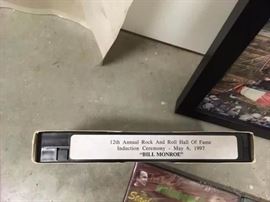 12th Annual Rock And Roll Hall Of Fame
Induction Ceremony - May 6, 1997
"BILL MONROE"